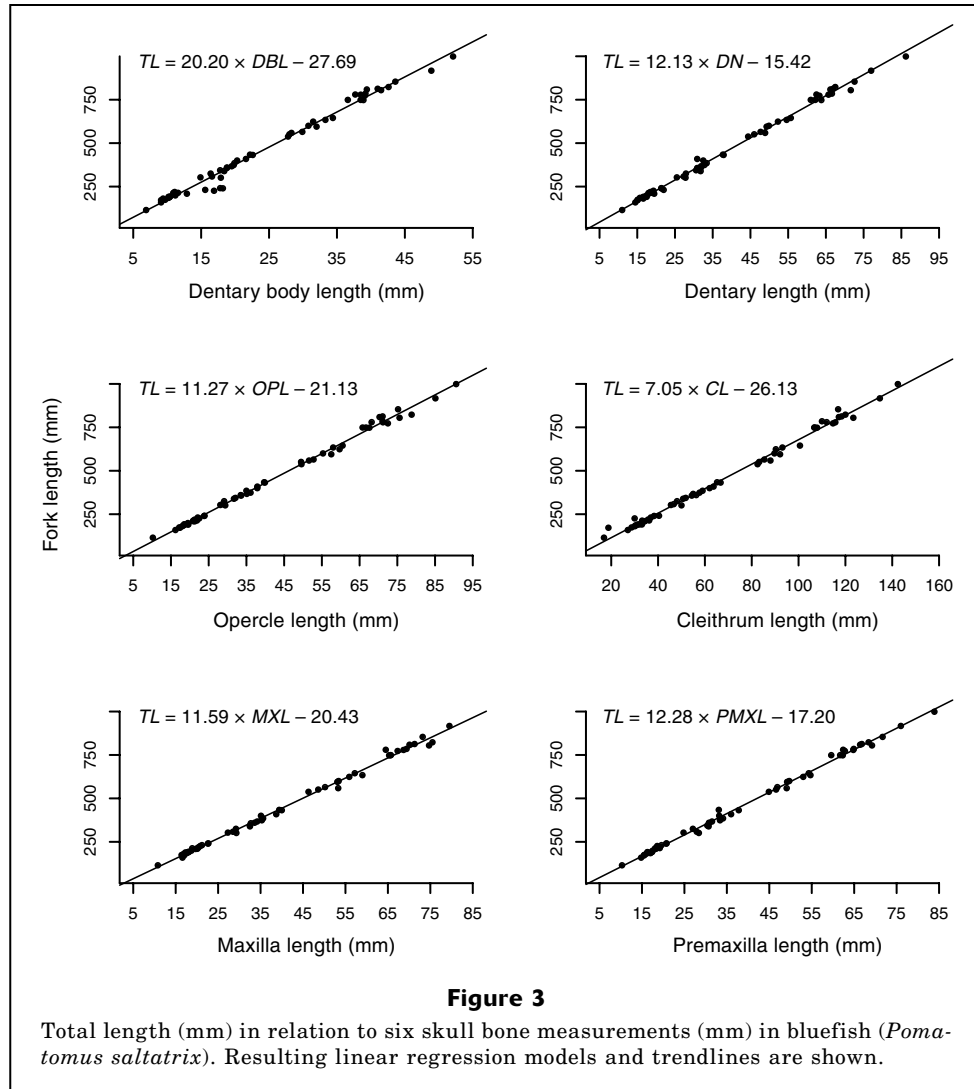 TL = 20.20 × DBL – 27.69
750
500
250
5 15 25 35 45 55
Dentary body length (mm)
TL = 12.13 × DN – 15.42
750
500
250
5 15 25 35 45 55 65 75 85 95
Dentary length (mm)
Fork length (mm)
TL = 11.27 × OPL – 21.13
750
500
250
5 15 25 35 45 55 65 75 85 95
Opercle length (mm)
TL = 7.05 × CL – 26.13
750
500
250
20 40 60 80 100 120 140 160
Cleithrum length (mm)
TL = 11.59 × MXL – 20.43
750
500
250
5 15 25 35 45 55 65 75 85
Maxilla length (mm)
TL = 12.28 × PMXL – 17.20
750
500
250
5 15 25 35 45 55 65 75 85
Premaxilla length (mm)
Figure 3
Total length (mm) in relation to six skull bone measurements (mm) in bluefish (Poma-
tomus saltatrix). Resulting linear regression models and trendlines are shown.